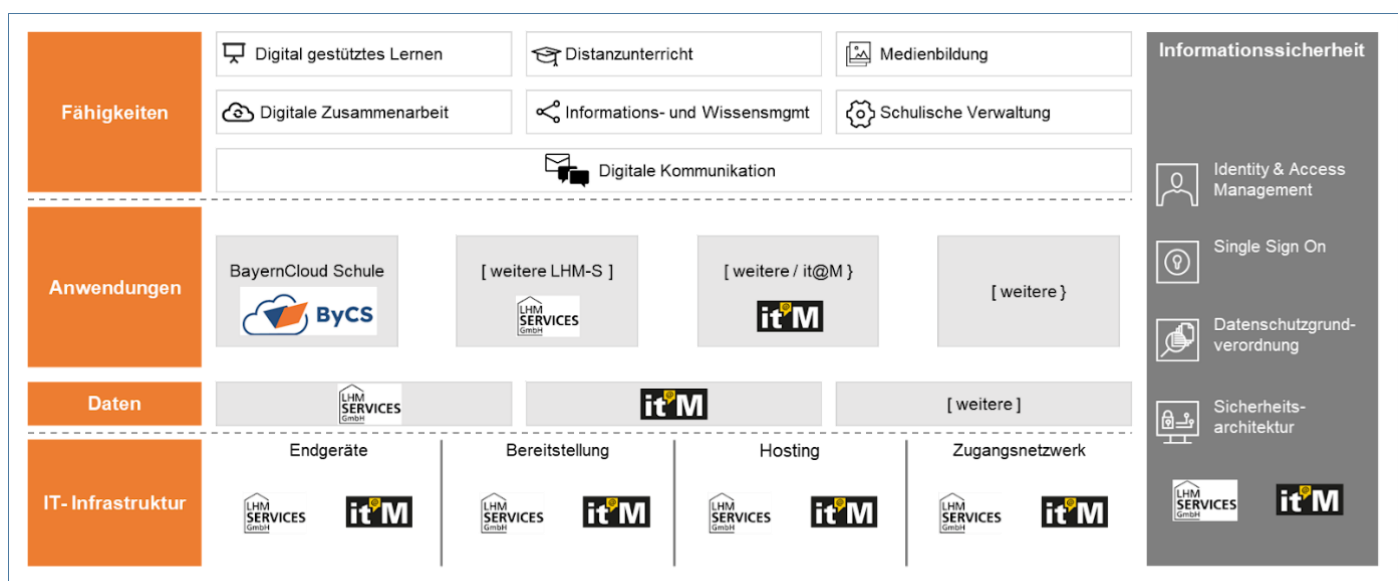 Fähigkeiten
Digital gestütztes Lernen
Distanzunterricht
Medienbildung
Digitale Zusammenarbeit
Informations- und Wissensmgmt
Schulische Verwaltung
Digitale Kommunikation
Anwendungen
BayernCloud Schule
ByCS
[ weitere LHM-S ]
LHM
SERVICES
GmbH
[ weitere / it@M }
it@M
[ weitere }
Daten
LHM
SERVICES
GmbH
it@M
[ weitere ]
IT- Infrastruktur
Endgeräte
LHM
SERVICES
GmbH
it@M
Bereitstellung
LHM
SERVICES
GmbH
it@M
Hosting
LHM
SERVICES
GmbH
it@M
Zugangsnetzwerk
LHM
SERVICES
GmbH
it@M
Informationssicherheit
Identity & Access
Management
Single Sign On
Datenschutzgrund-
verordnung
Sicherheits-
architektur
LHM
SERVICES
GmbH
it@M